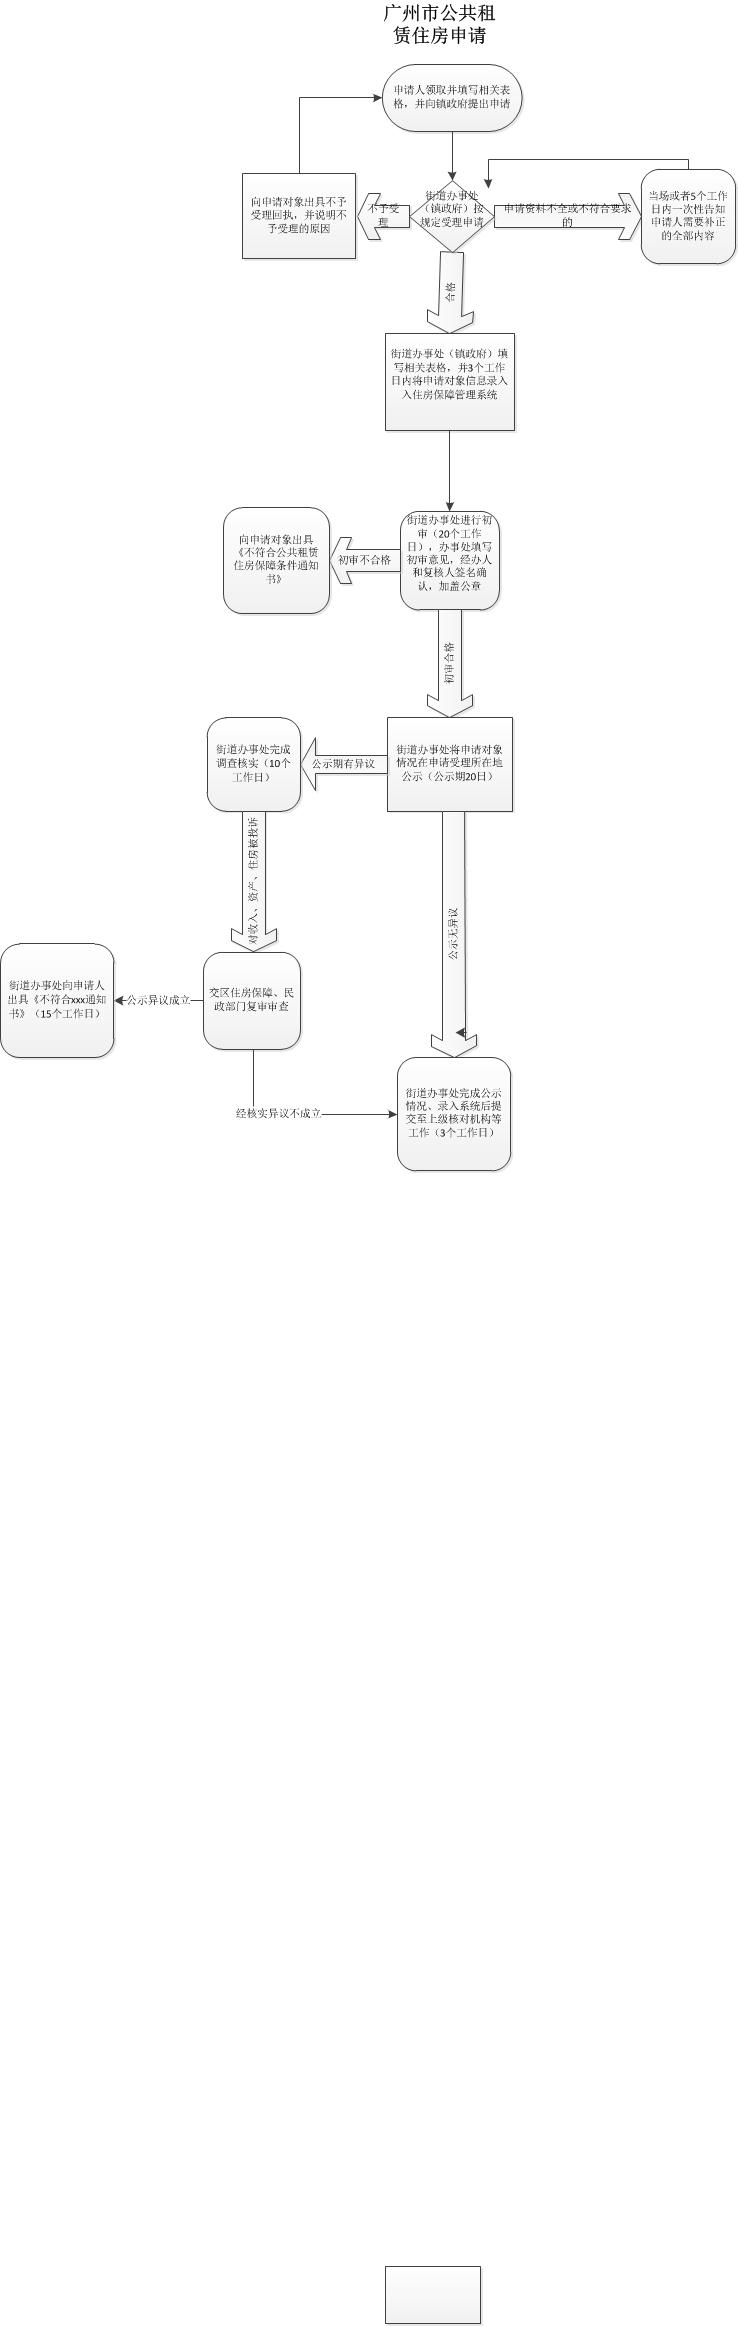 广州市公共租
赁住房申请
申请人领取并填写相关表
格，并向镇政府提出申请
向申请对象出具不予
受理回执，并说明不
予受理的原因
不予受
理
街道办事处
（镇政府）按
规定受理申请
申请资料不全或不符合要求
的
当场或者5个工作
日内一次性告知
申请人需要补正
的全部内容
合格
街道办事处（镇政府）填
写相关表格，并3个工作
日内将申请对象信息录入
入住房保障管理系统
向申请对象出具
《不符合公共租赁
住房保障条件通知
书》
初审不合格
街道办事处进行初
审（20个工作
日），办事处填写
初审意见，经办人
和复核人签名确
认，加盖公章
初审合格
街道办事处完成
调查核实（10个
工作日）
公示期有异议
街道办事处将申请对象
情况在申请受理所在地
公示（公示期20日）
对收入、资产、住房被投诉
公示无异议
街道办事处向申请人
出具《不符合xxx通知
书》（15个工作日）
公示异议成立
交区住房保障、民
政部门复审审查
经核实异议不成立
街道办事处完成公示
情况、录入系统后提
交至上级核对机构等
工作（3个工作日）